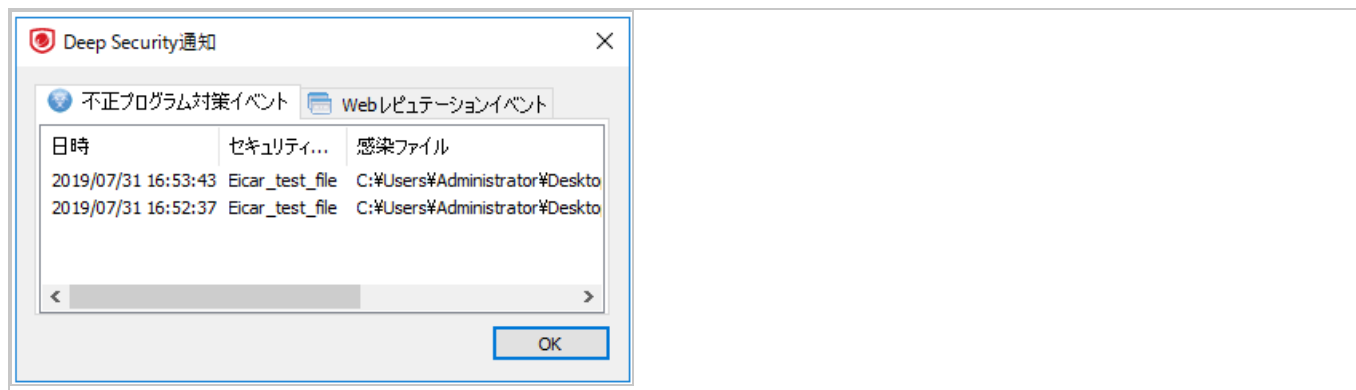 Deep Security通知
不正プログラム対策イベント Webレピュテーションイベント
日時 セキュリティ... 感染ファイル
2019/07/31 16:53:43 Eicar_test_file C:¥Users¥Administrator¥Deskto
2019/07/31 16:52:37 Eicar_test_file C:¥Users¥Administrator¥Deskto
OK